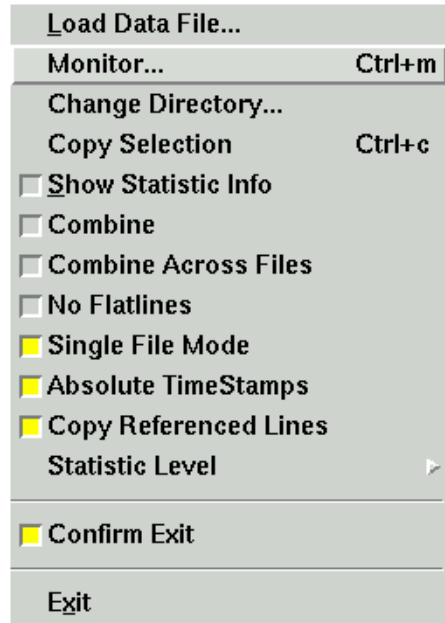 Load Data File...
Monitor... Ctrl+m
Change Directory...
Copy Selection Ctrl+c
Show Statistic Info
Combine
Combine Across Files
No Flatlines
Single File Mode
Absolute TimeStamps
Copy Referenced Lines
Statistic Level
Confirm Exit
Exit